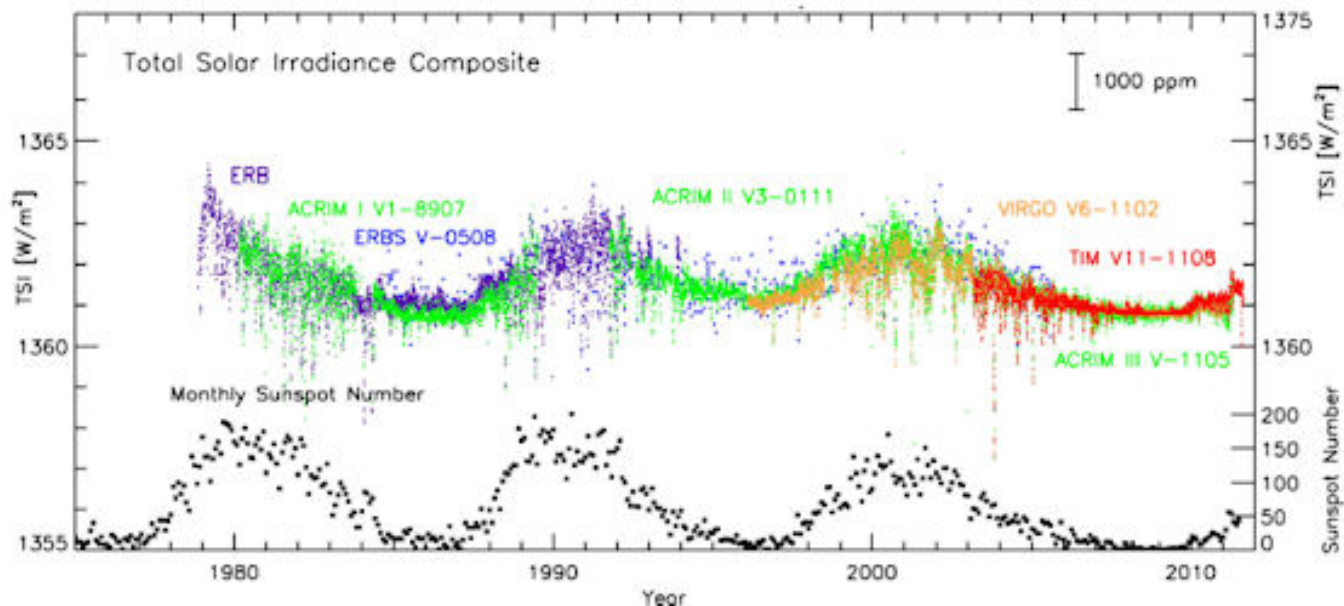 1375
Total Solar Irradiance Composite
1000 ppm
1365
1365
TSI [W/m²]
TSI [W/m²]
ERB
ACRIM I V1-8907
ERBS V-0508
ACRIM II V3-0111
VIRGO V6-1102
TIM V11-1108
1360
1360
ACRIM III V-1105
Monthly Sunspot Number
200
150
100
50
0
Sunspot Number
1355
1980
1990
2000
2010
Year